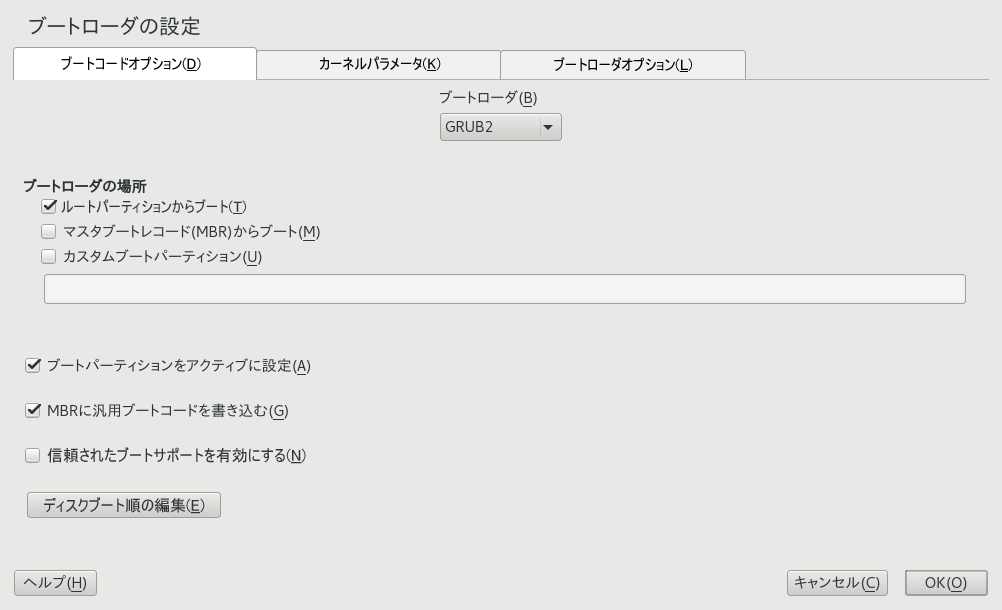 ブートローダの設定
ブートコードオプション(D) カーネルパラメータ(K) ブートローダオプション(L)
ブートローダ(B)
GRUB2
ブートローダの場所
ルートパーティションからブート(T)
マスタブートレコード(MBR)からブート(M)
カスタムブートパーティション(U)
ブートパーティションをアクティブに設定(A)
MBRに汎用ブートコードを書き込む(G)
信頼されたブートサポートを有効にする(N)
ディスクブート順の編集(E)
ヘルプ(H) キャンセル(C) OK(O)